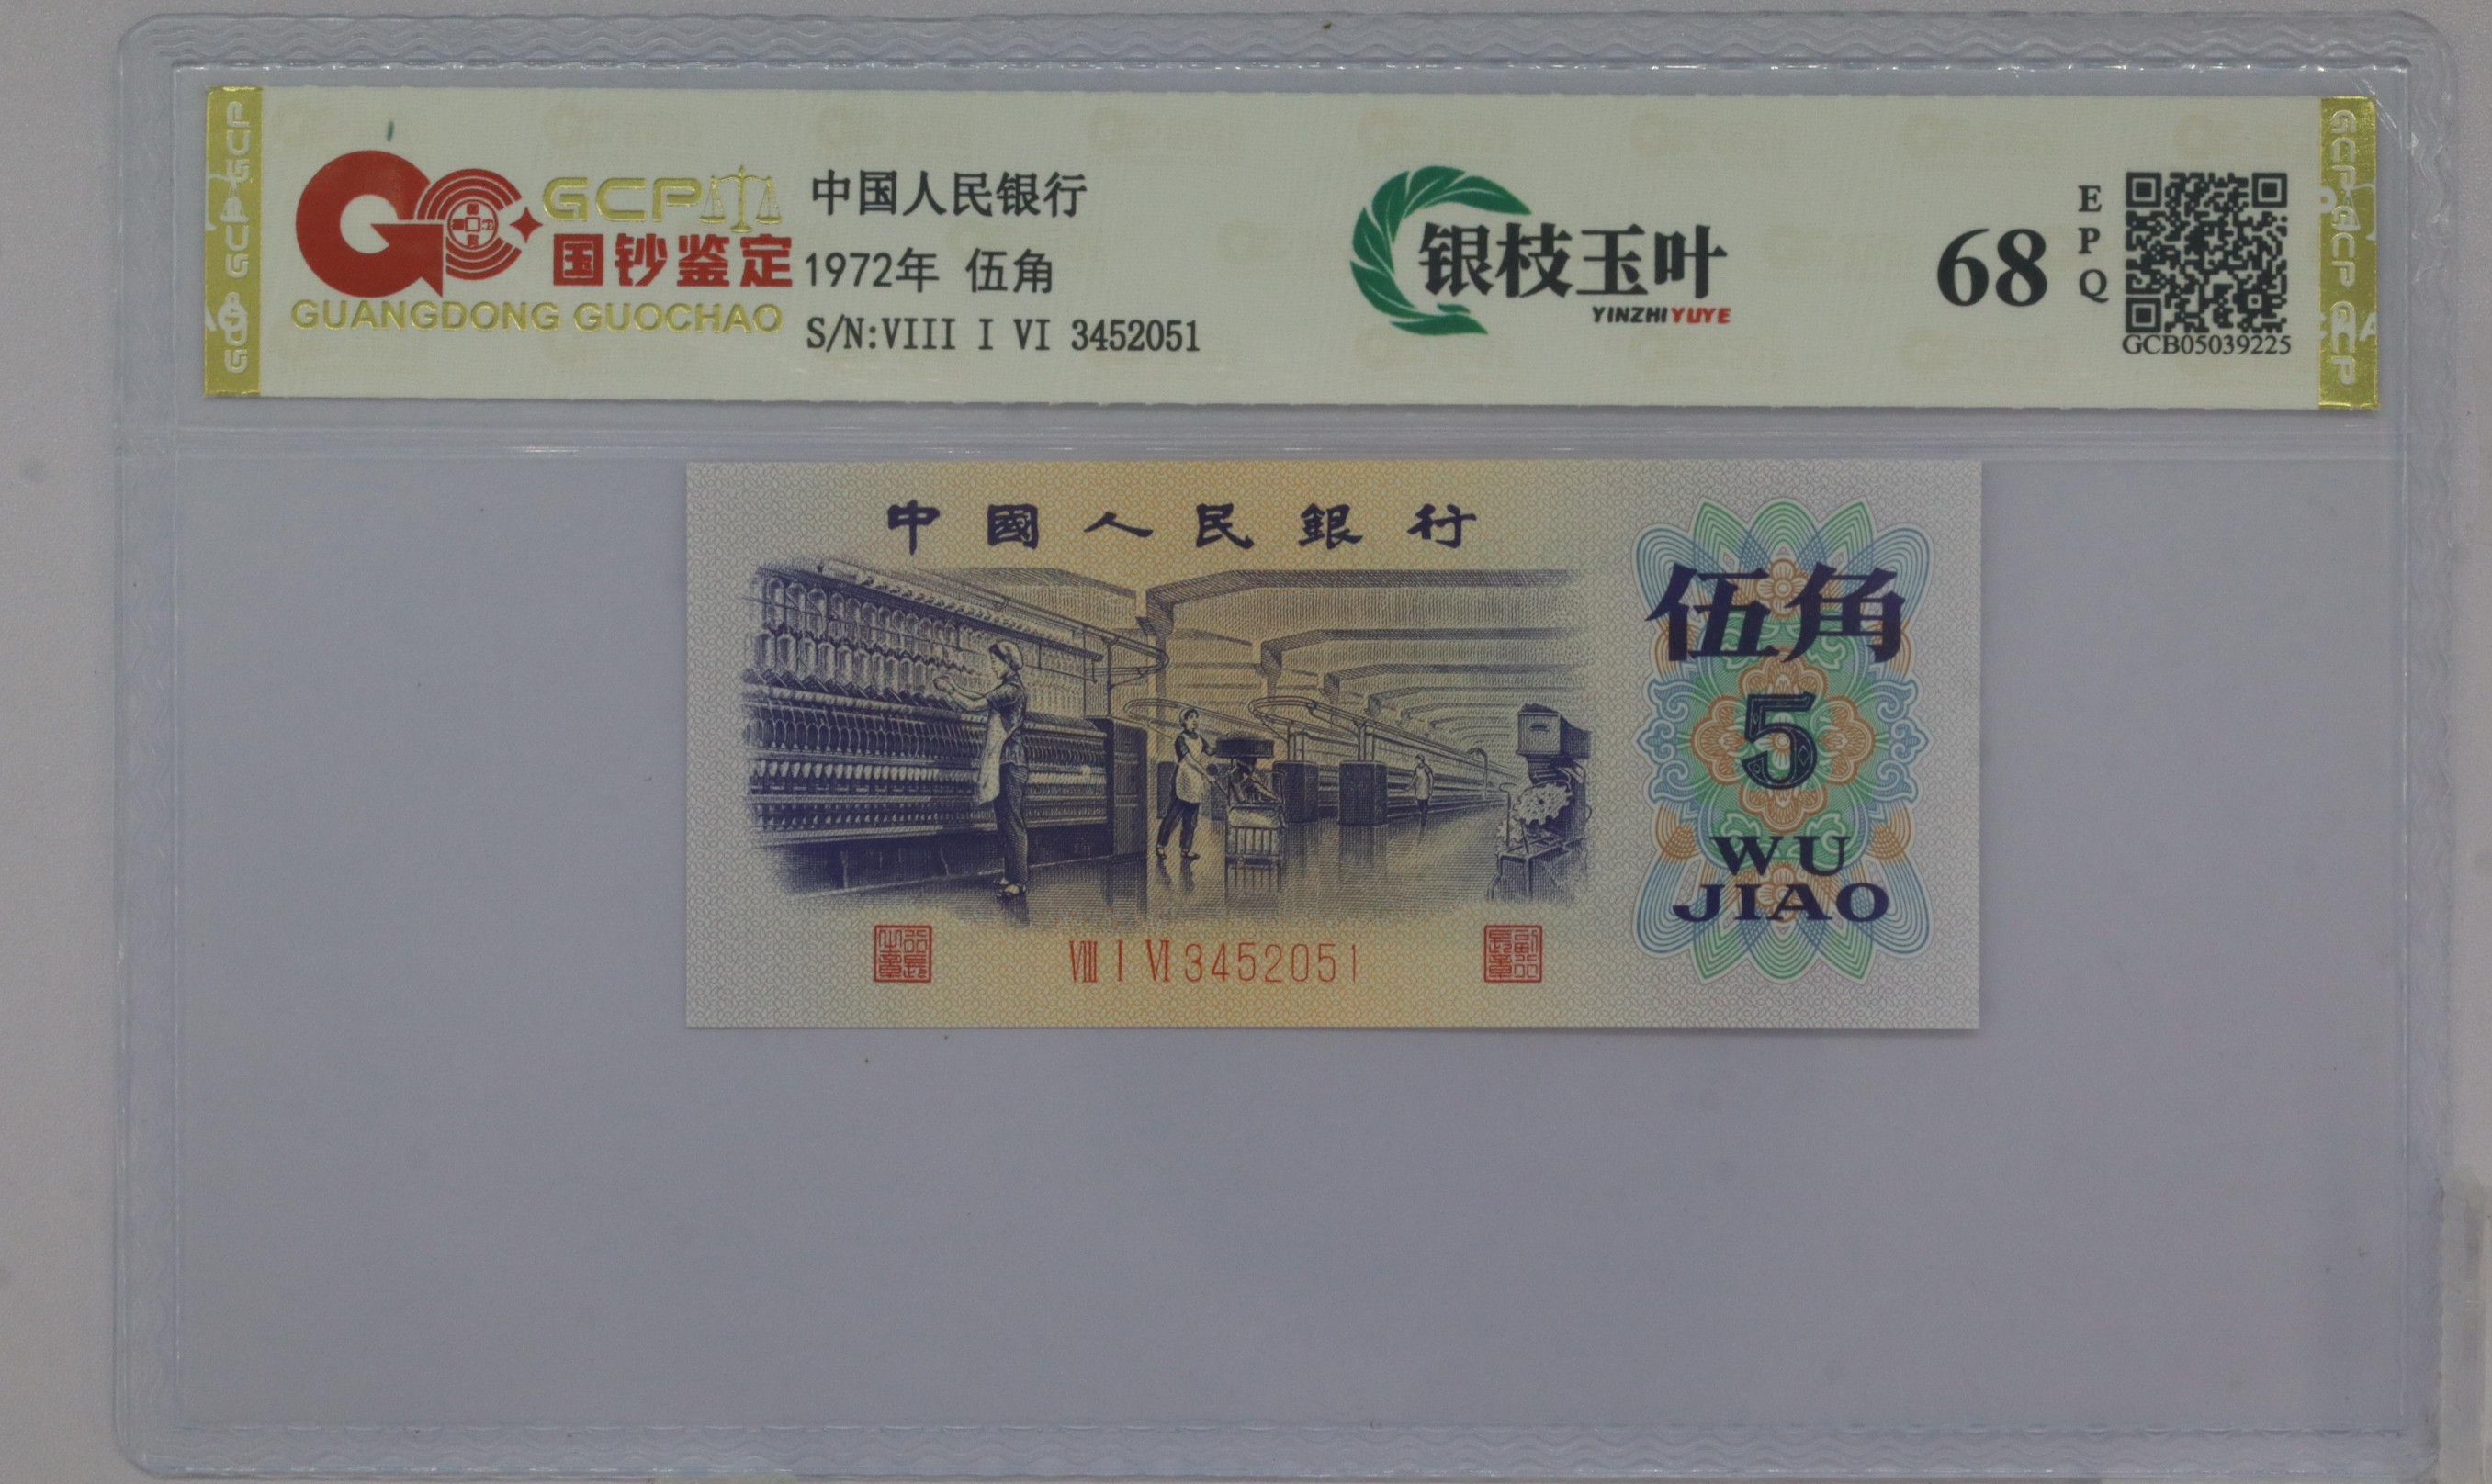 GCP
国钞鉴定
GUANGDONG GUOCHAO
中国人民银行
1972年 伍角
S/N:VIII I VI 3452051
银枝玉叶
YINZHIYUYE
68
EPQ
GCB05039225
中國人民銀行
伍角
5
WU
JIAO
VIII I VI 3452051